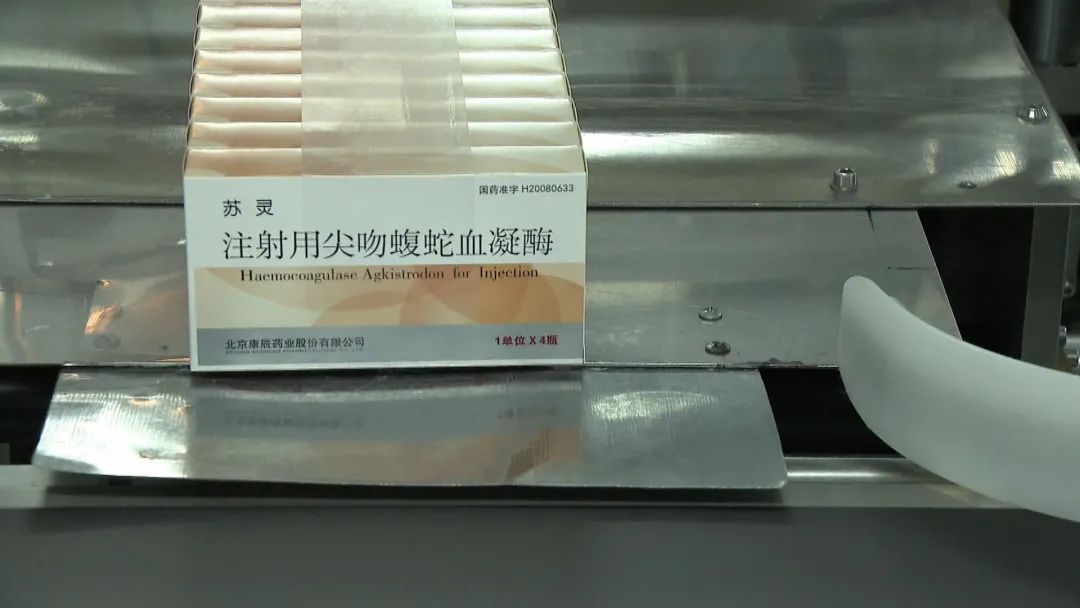 国药准字 H20080633
苏灵
注射用尖吻蝮蛇血凝酶
Haemocoagulase Agkistrodon for Injection
北京康辰药业股份有限公司
1单位 X 4瓶